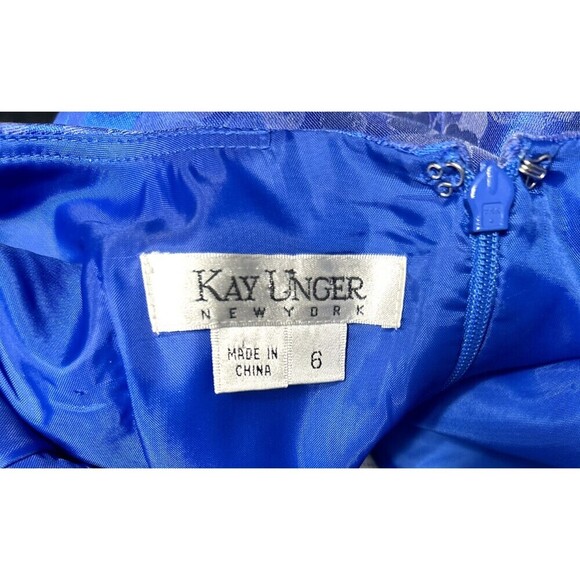 KAY UNGER
NEW YORK
MADE IN
CHINA
6